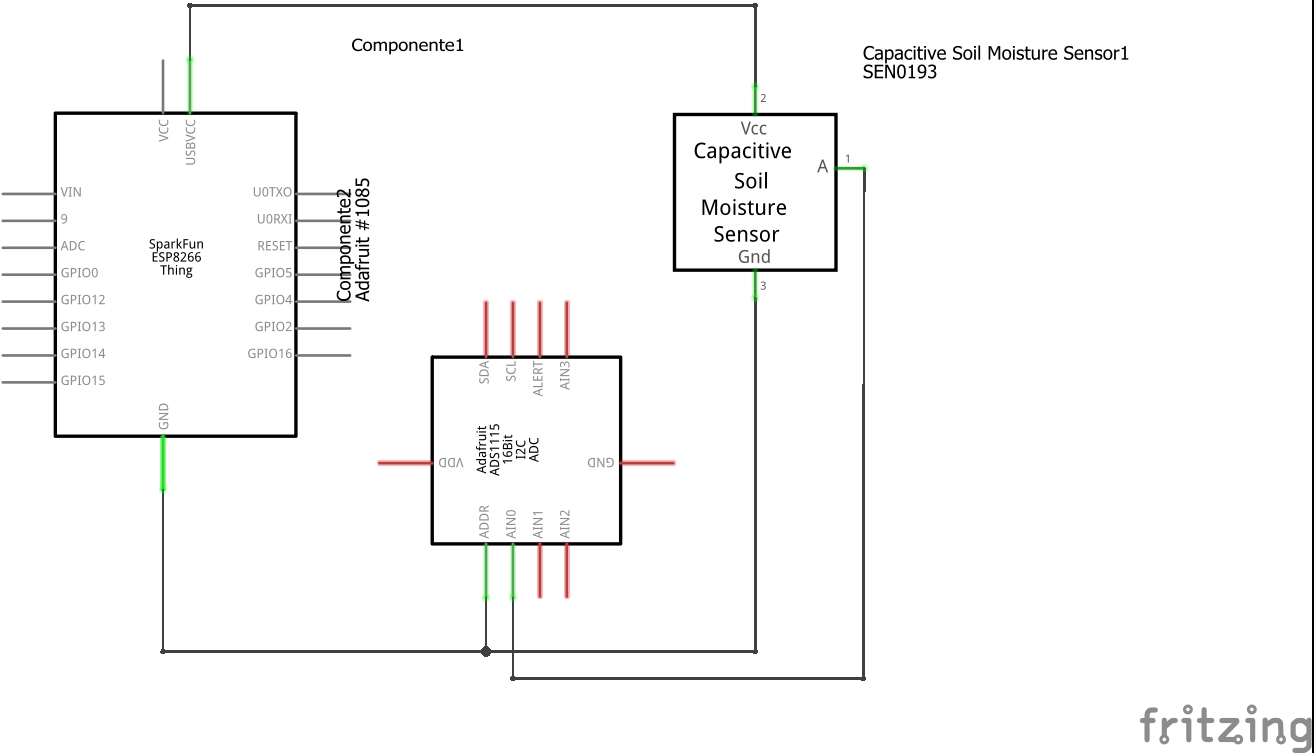 Componente1
Capacitive Soil Moisture Sensor1
SEN0193
VCC
USBVCC
VIN
9
ADC
GPIO0
GPIO12
GPIO13
GPIO14
GPIO15
SparkFun
ESP8266
Thing
U0TXO
U0RXI
RESET
GPIO5
GPIO4
GPIO2
GPIO16
GND
Componente2
Adafruit #1085
2
Vcc
Capacitive
Soil
Moisture
Sensor
Gnd
A
1
3
SDA
SCL
ALERT
AIN3
VDD
Adafruit
ADS1115
16Bit
I2C
ADC
GND
ADDR
AIN0
AIN1
AIN2
fritzing